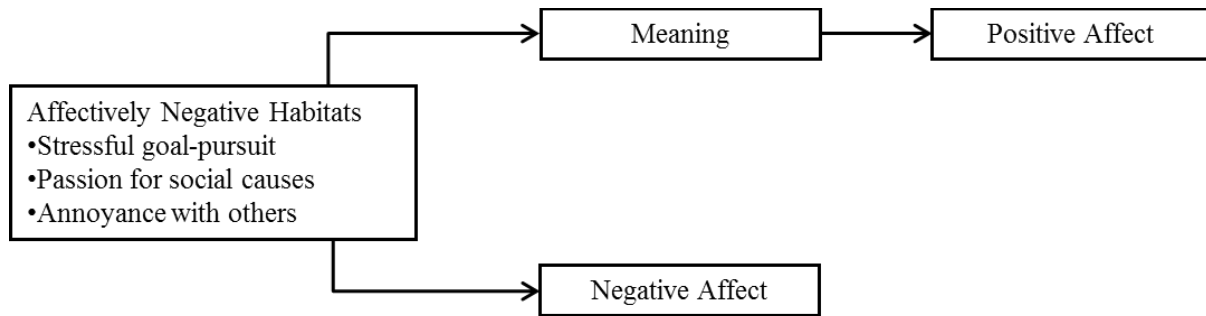 Meaning
Positive Affect
Affectively Negative Habitats
•Stressful goal-pursuit
•Passion for social causes
•Annoyance with others
Negative Affect